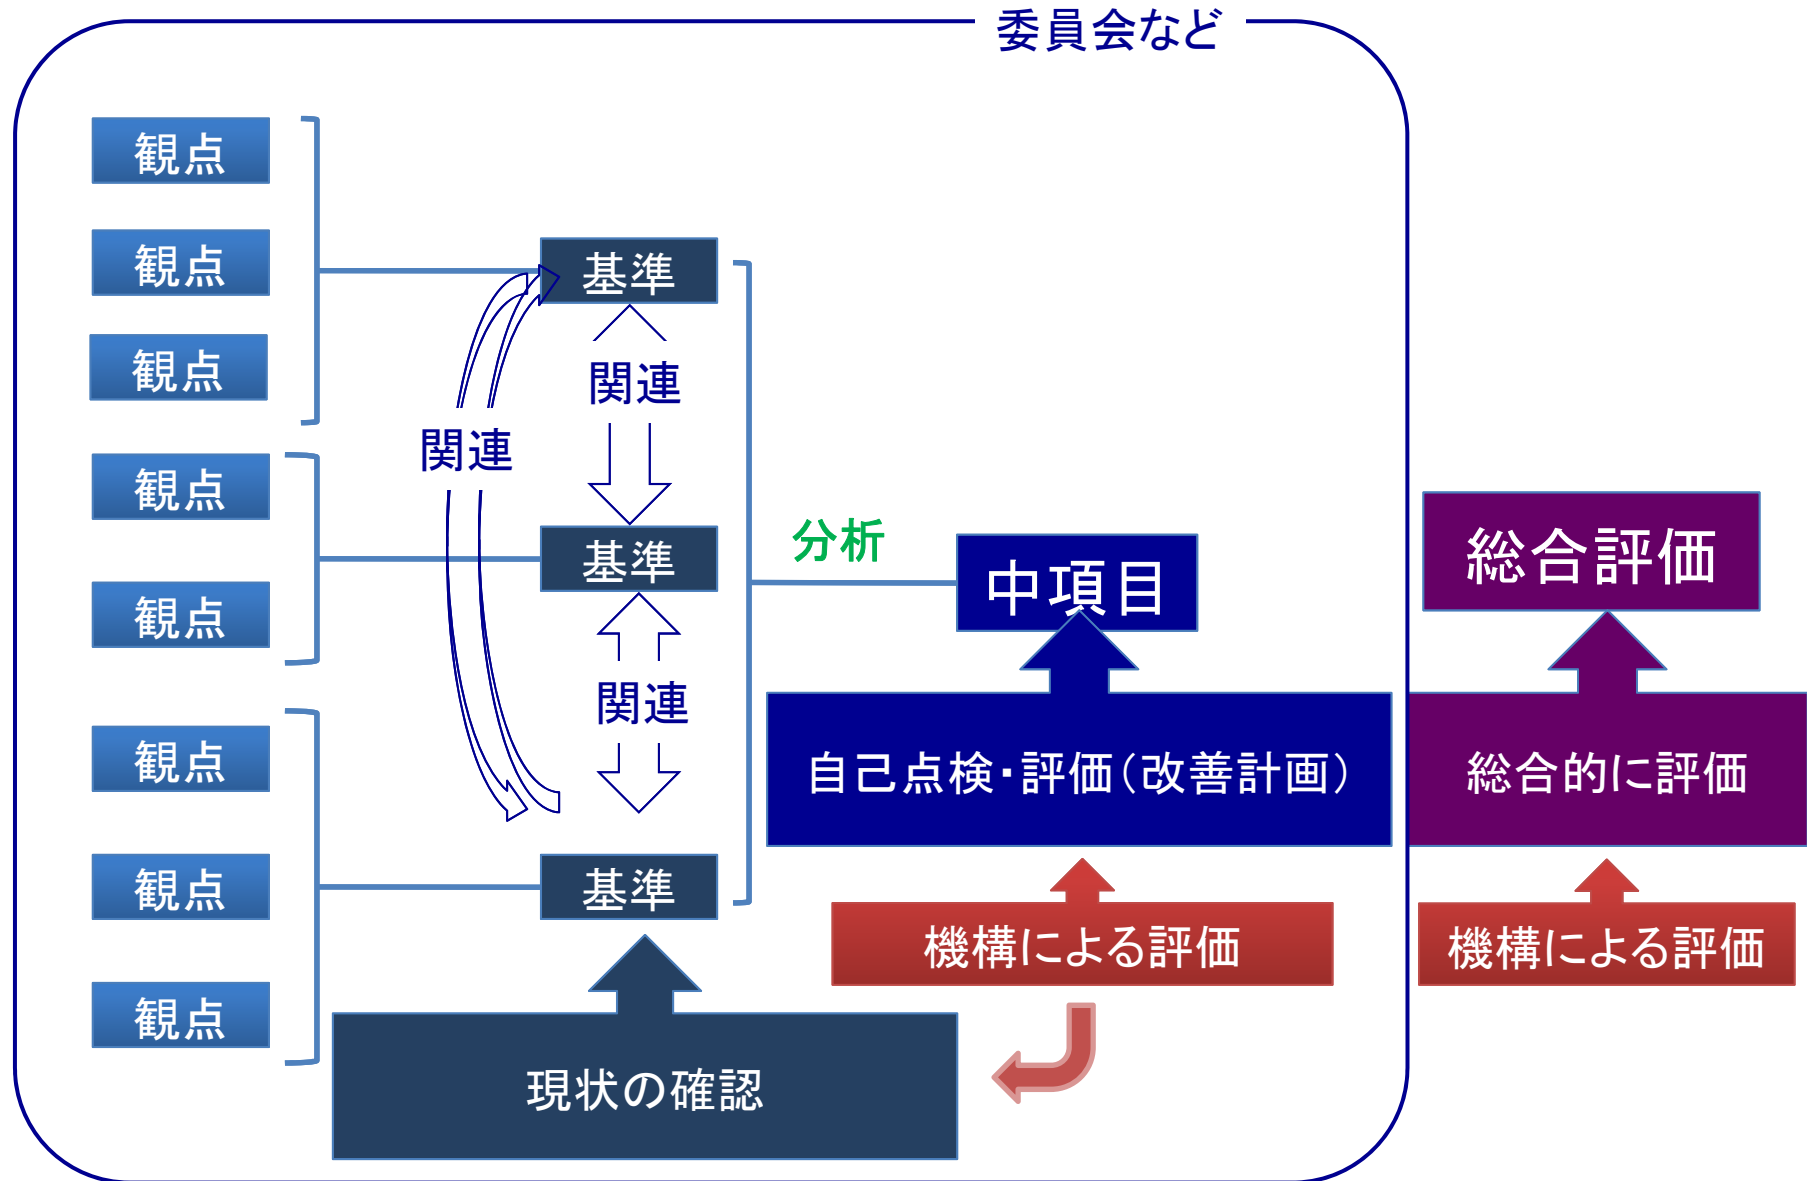 委員会など
観点
観点
観点
観点
観点
観点
観点
観点
関連
基準
関連
基準
関連
基準
現状の確認
分析
中項目
自己点検・評価（改善計画）
機構による評価
総合評価
総合的に評価
機構による評価